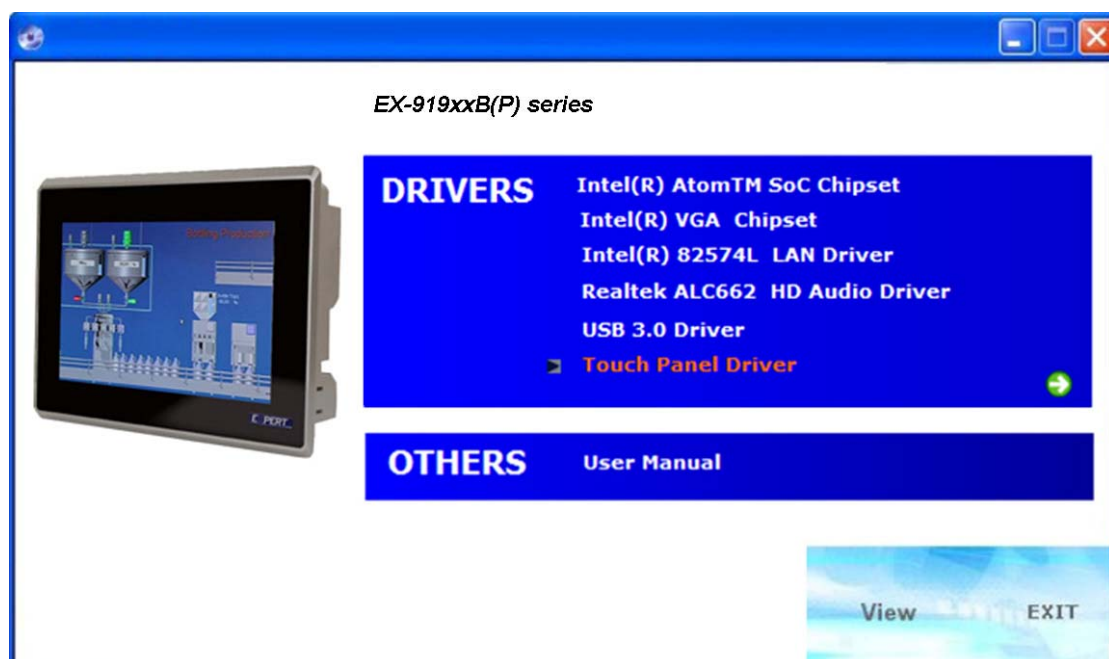 EX-919xxB(P) series
DRIVERS
Intel(R) AtomTM SoC Chipset
Intel(R) VGA Chipset
Intel(R) 82574L LAN Driver
Realtek ALC662 HD Audio Driver
USB 3.0 Driver
Touch Panel Driver
OTHERS
User Manual
View
EXIT